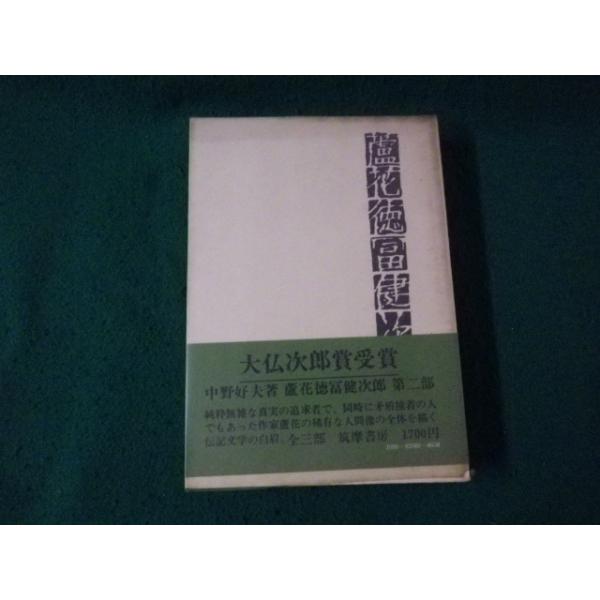 蘆花徳冨健次
大仏次郎賞受賞
中野好夫著 蘆花徳冨健次郎 第二部
純粋無雑な真実の追求者で、同時に矛盾撞着の人
でもあった作家蘆花の稀有な人間像の全体を描く
伝記文学の白眉。全三部 筑摩書房 1700円